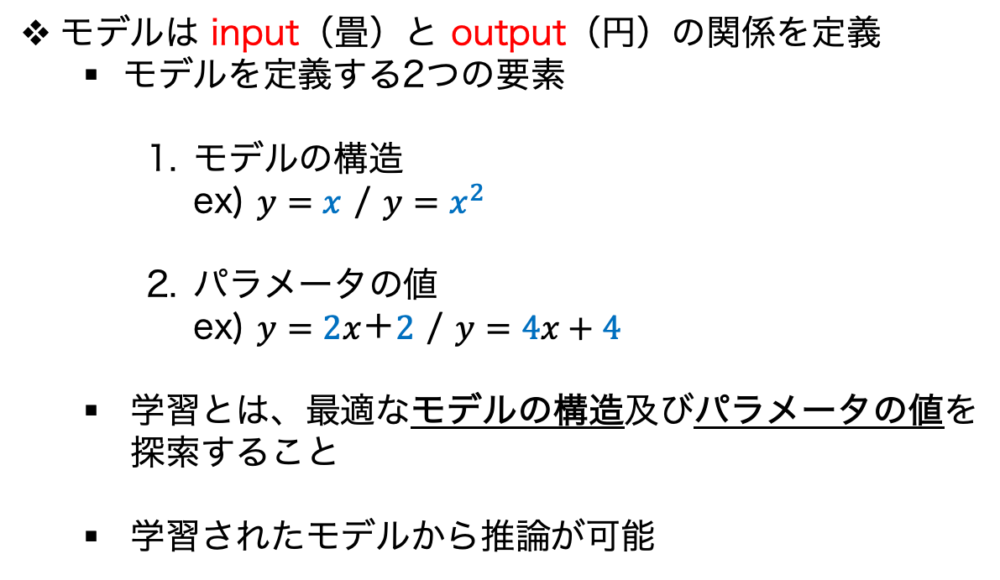 ❖ モデルは input（畳）と output（円）の関係を定義
▪ モデルを定義する2つの要素
1. モデルの構造
ex) y = x / y = x²
2. パラメータの値
ex) y = 2x＋2 / y = 4x + 4
▪ 学習とは、最適なモデルの構造及びパラメータの値を
探索すること
▪ 学習されたモデルから推論が可能